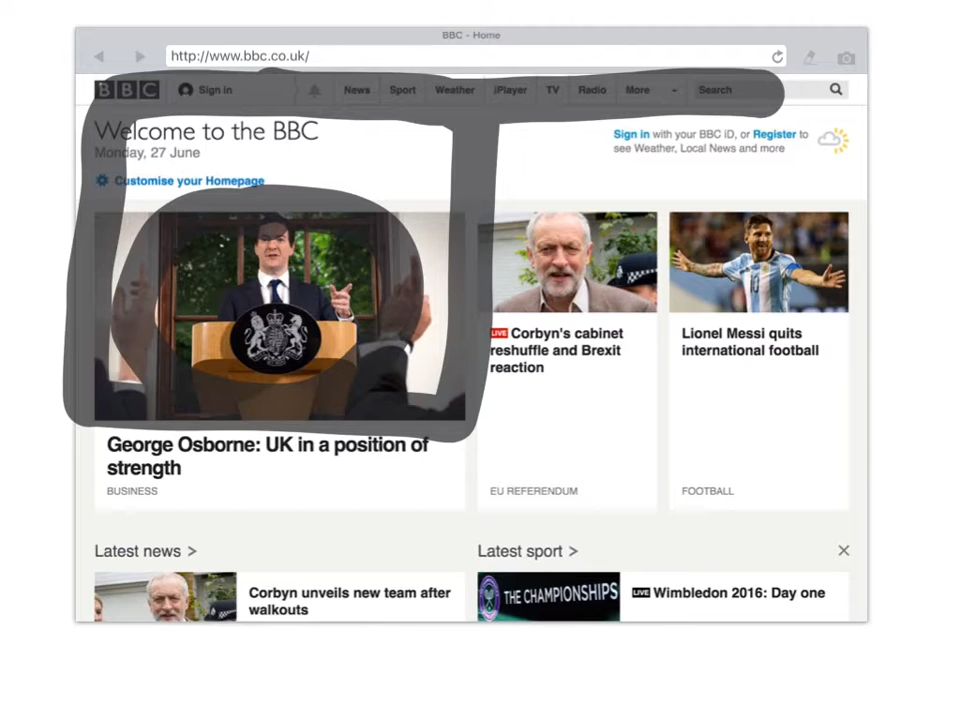 BBC - Home
http://www.bbc.co.uk/
BBC Sign in News Sport Weather iPlayer TV Radio More Search
Welcome to the BBC
Monday, 27 June
Customise your Homepage
Sign in with your BBC iD, or Register to
see Weather, Local News and more
George Osborne: UK in a position of
strength
BUSINESS
LIVE Corbyn's cabinet
reshuffle and Brexit
reaction
EU REFERENDUM
Lionel Messi quits
international football
FOOTBALL
Latest news >
Corbyn unveils new team after
walkouts
Latest sport >
THE CHAMPIONSHIPS
LIVE Wimbledon 2016: Day one